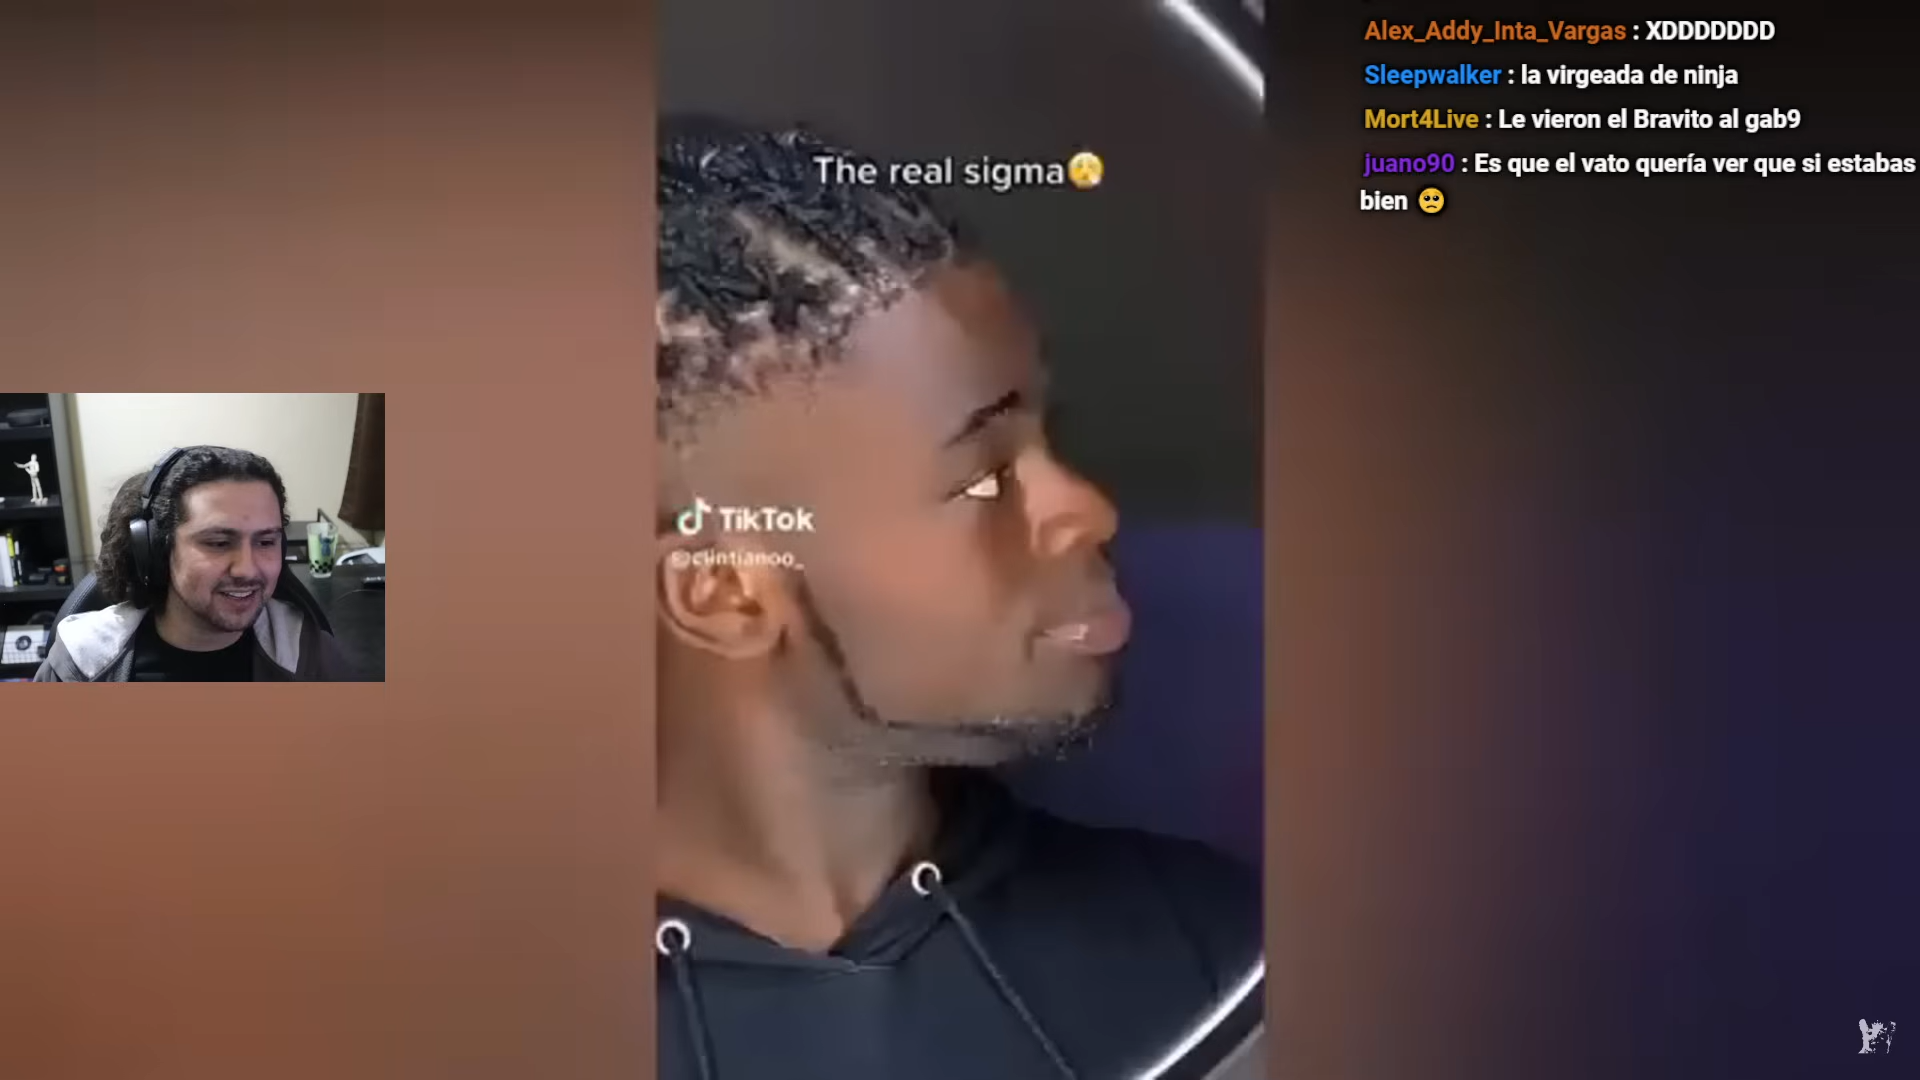 Alex_Addy_Inta_Vargas : XDDDDDDD
Sleepwalker : la virgeada de ninja
Mort4Live : Le vieron el Bravito al gab9
juano90 : Es que el vato quería ver que si estabas
bien 🥺
The real sigma🫣
TikTok
@clintianoo_